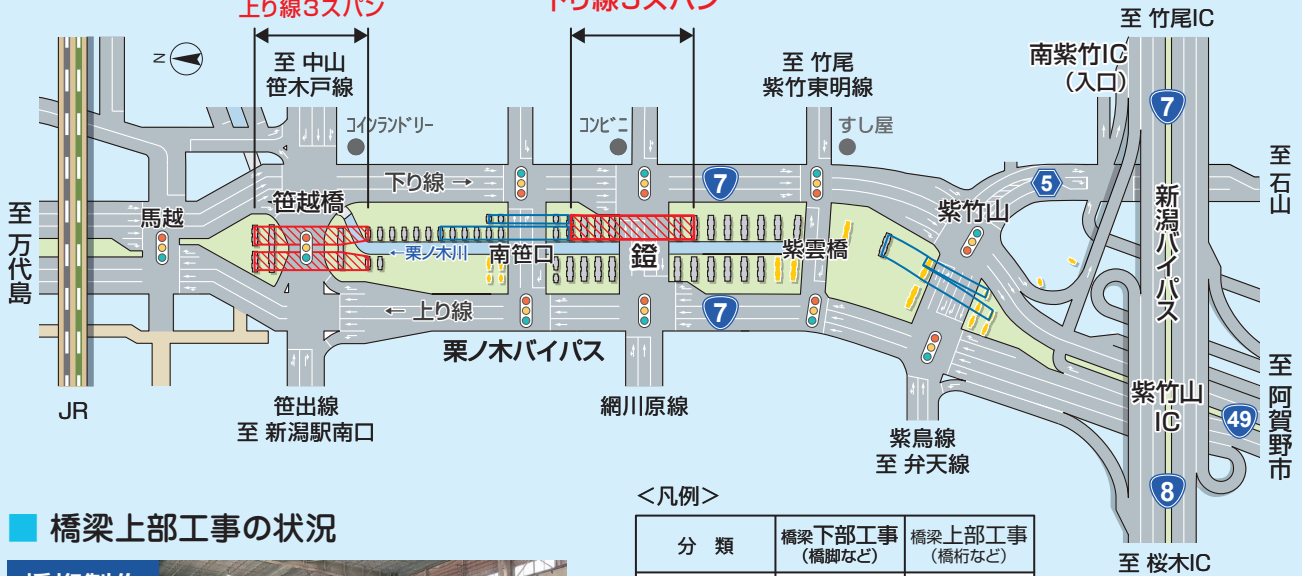 上り線3スパン
下り線3スパン
至 竹尾IC
南紫竹IC
(入口)
7
N
至 中山
笹木戸線
至 竹尾
紫竹東明線
コインランドリー
コンビニ
すし屋
至 石山
5
下り線 →
7
笹越橋
馬越
至 万代島
←栗ノ木川
南笹口
鐙
紫雲橋
紫竹山
新潟バイパス
← 上り線
7
栗ノ木バイパス
紫竹山
IC
至 阿賀野市
49
JR
笹出線
至 新潟駅南口
網川原線
紫鳥線
至 弁天線
8
至 桜木IC
<凡例>
分 類
橋梁下部工事
(橋脚など)
橋梁上部工事
(橋桁など)
■ 橋梁上部工事の状況